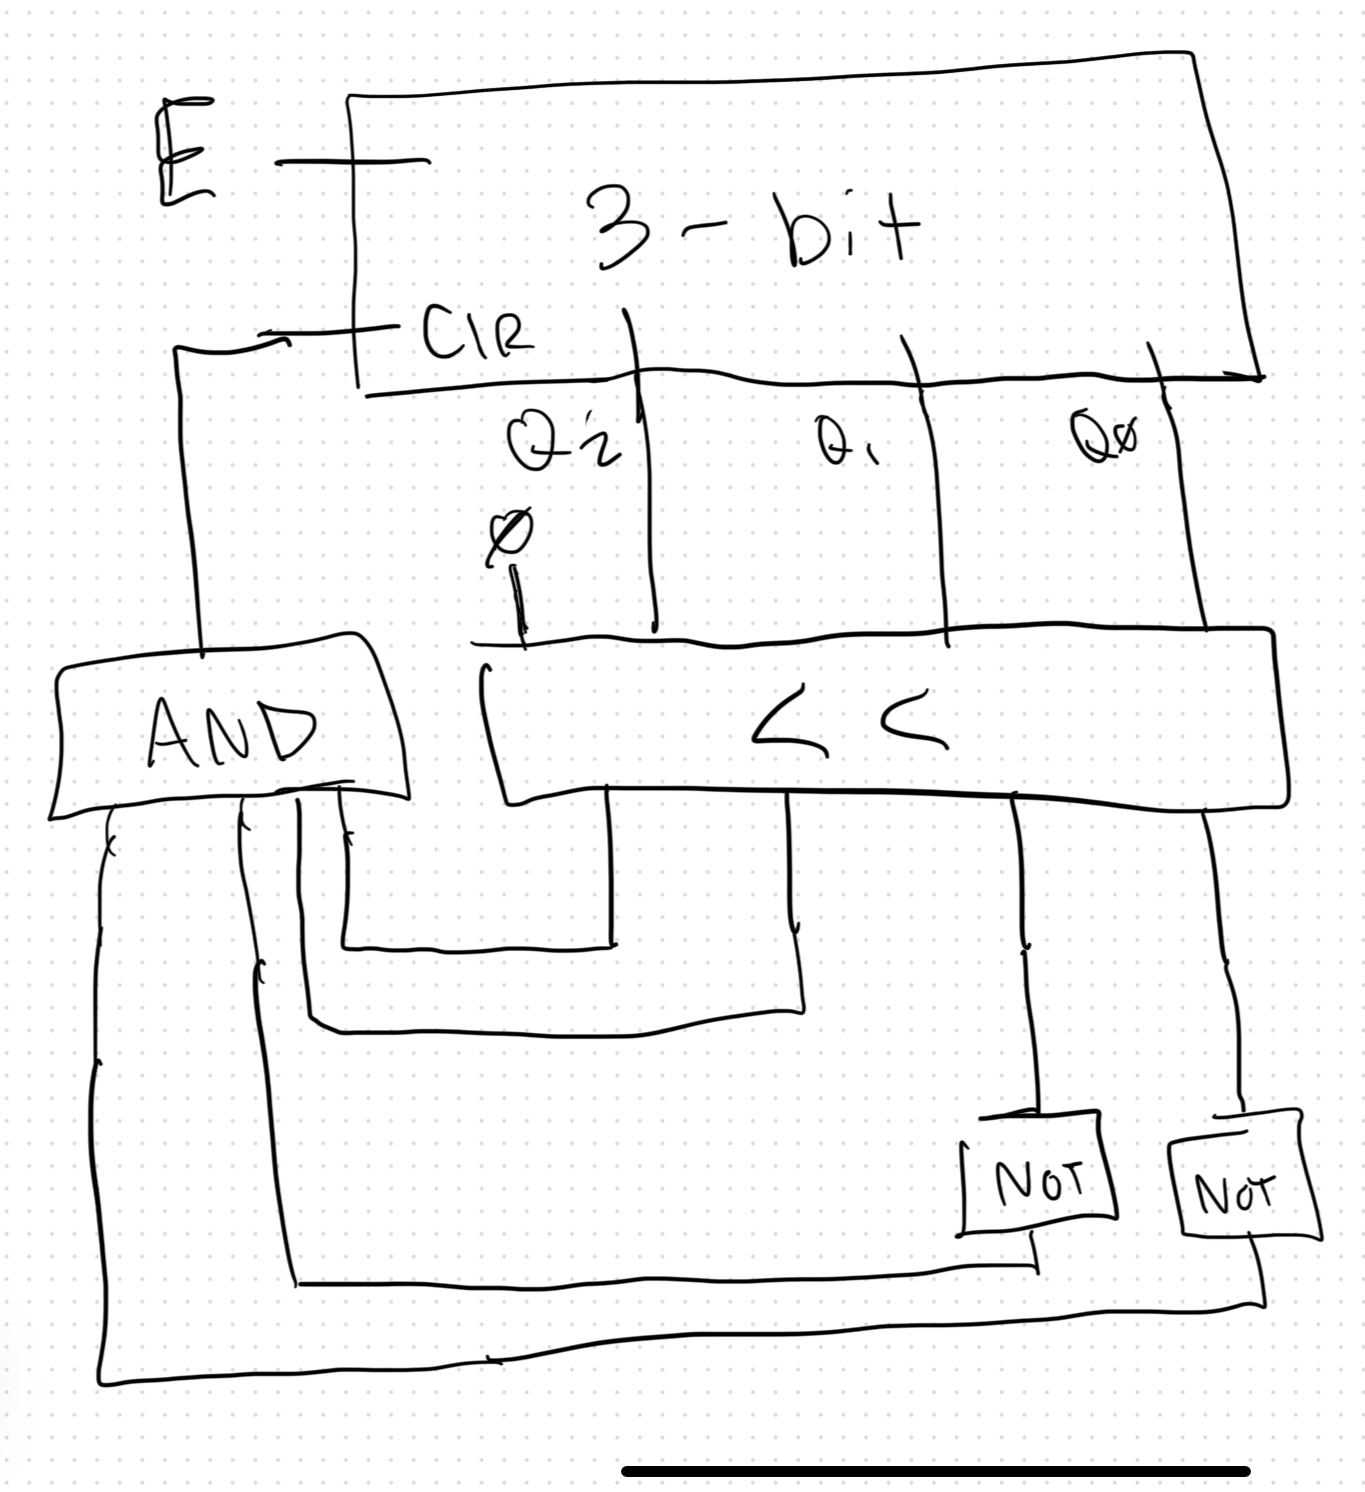 E
3-bit
ClR
Q2 Q1 Q0
0
AND
<<
NOT NOT